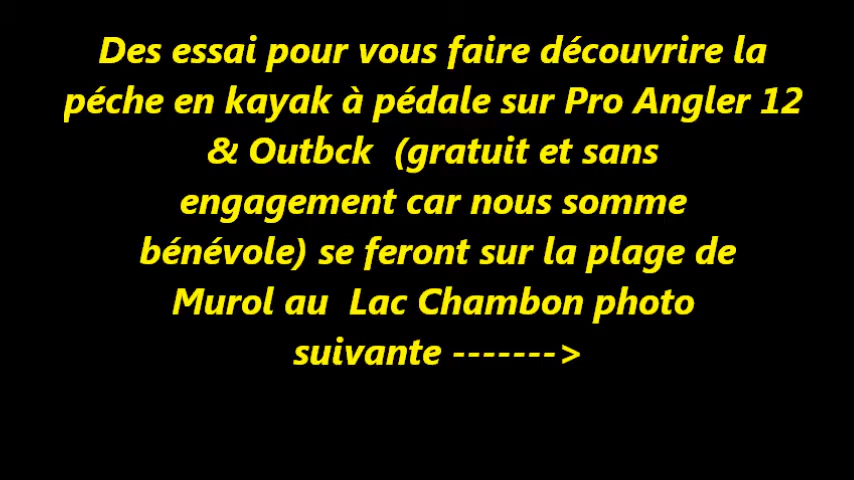 Des essai pour vous faire découvrire la
péche en kayak à pédale sur Pro Angler 12
& Outbck (gratuit et sans
engagement car nous somme
bénévole) se feront sur la plage de
Murol au Lac Chambon photo
suivante ------->